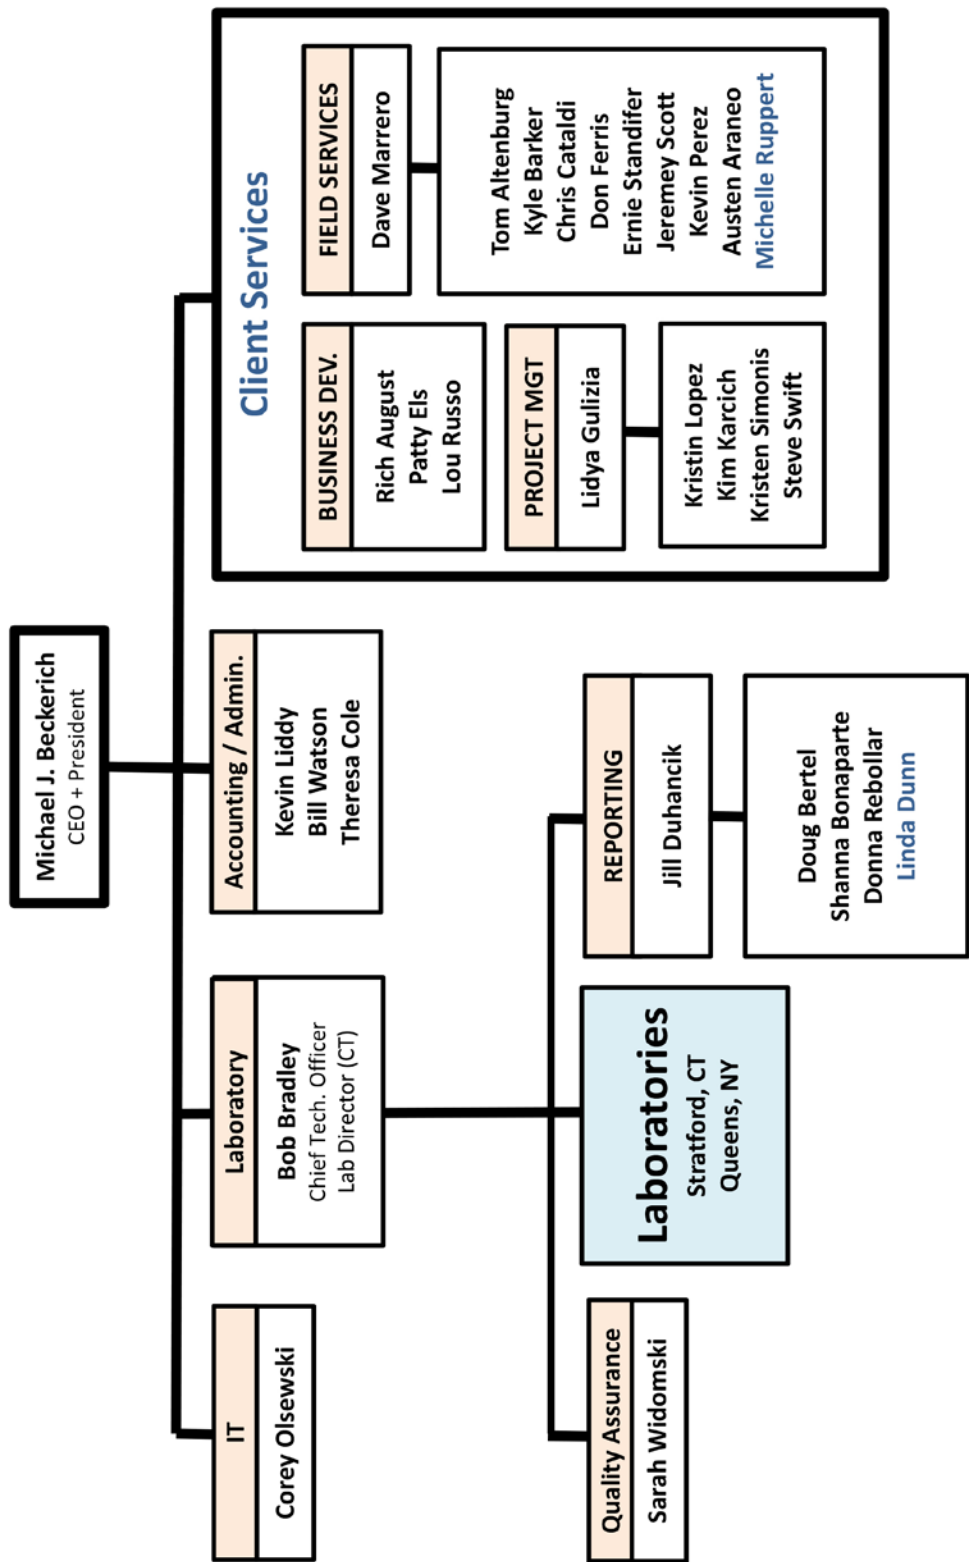 Michael J. Beckerich
CEO + President
IT
Corey Olsewski
Laboratory
Bob Bradley
Chief Tech. Officer
Lab Director (CT)
Accounting / Admin.
Kevin Liddy
Bill Watson
Theresa Cole
Client Services
BUSINESS DEV.
Rich August
Patty Els
Lou Russo
PROJECT MGT
Lidya Gulizia
Kristin Lopez
Kim Karcich
Kristen Simonis
Steve Swift
FIELD SERVICES
Dave Marrero
Tom Altenburg
Kyle Barker
Chris Cataldi
Don Ferris
Ernie Standifer
Jeremey Scott
Kevin Perez
Austen Araneo
Michelle Ruppert
Quality Assurance
Sarah Widomski
Laboratories
Stratford, CT
Queens, NY
REPORTING
Jill Duhancik
Doug Bertel
Shanna Bonaparte
Donna Rebollar
Linda Dunn